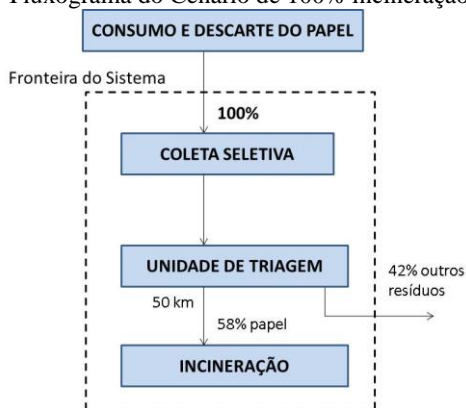 Fluxograma do Cenário de 100% Incineração
CONSUMO E DESCARTE DO PAPEL
Fronteira do Sistema
100%
COLETA SELETIVA
UNIDADE DE TRIAGEM
42% outros
resíduos
50 km
58% papel
INCINERAÇÃO